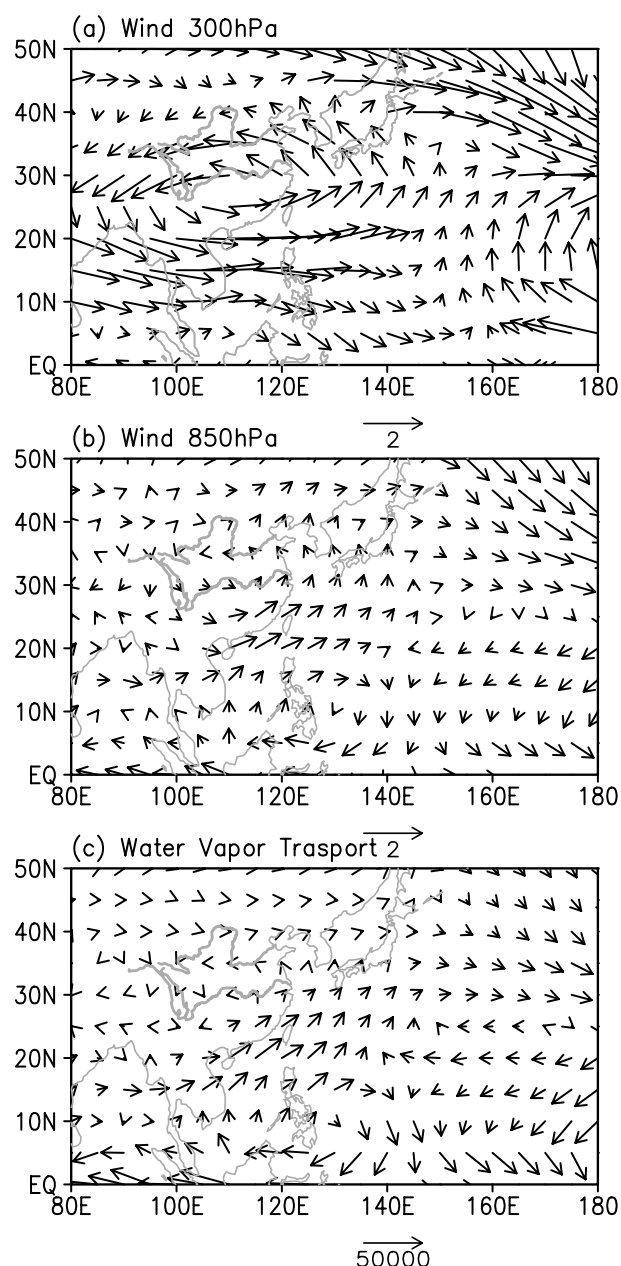 (a) Wind 300hPa
50N
40N
30N
20N
10N
EQ
80E 100E 120E 140E 160E 180
2
(b) Wind 850hPa
50N
40N
30N
20N
10N
EQ
80E 100E 120E 140E 160E 180
2
(c) Water Vapor Trasport
50N
40N
30N
20N
10N
EQ
80E 100E 120E 140E 160E 180
50000